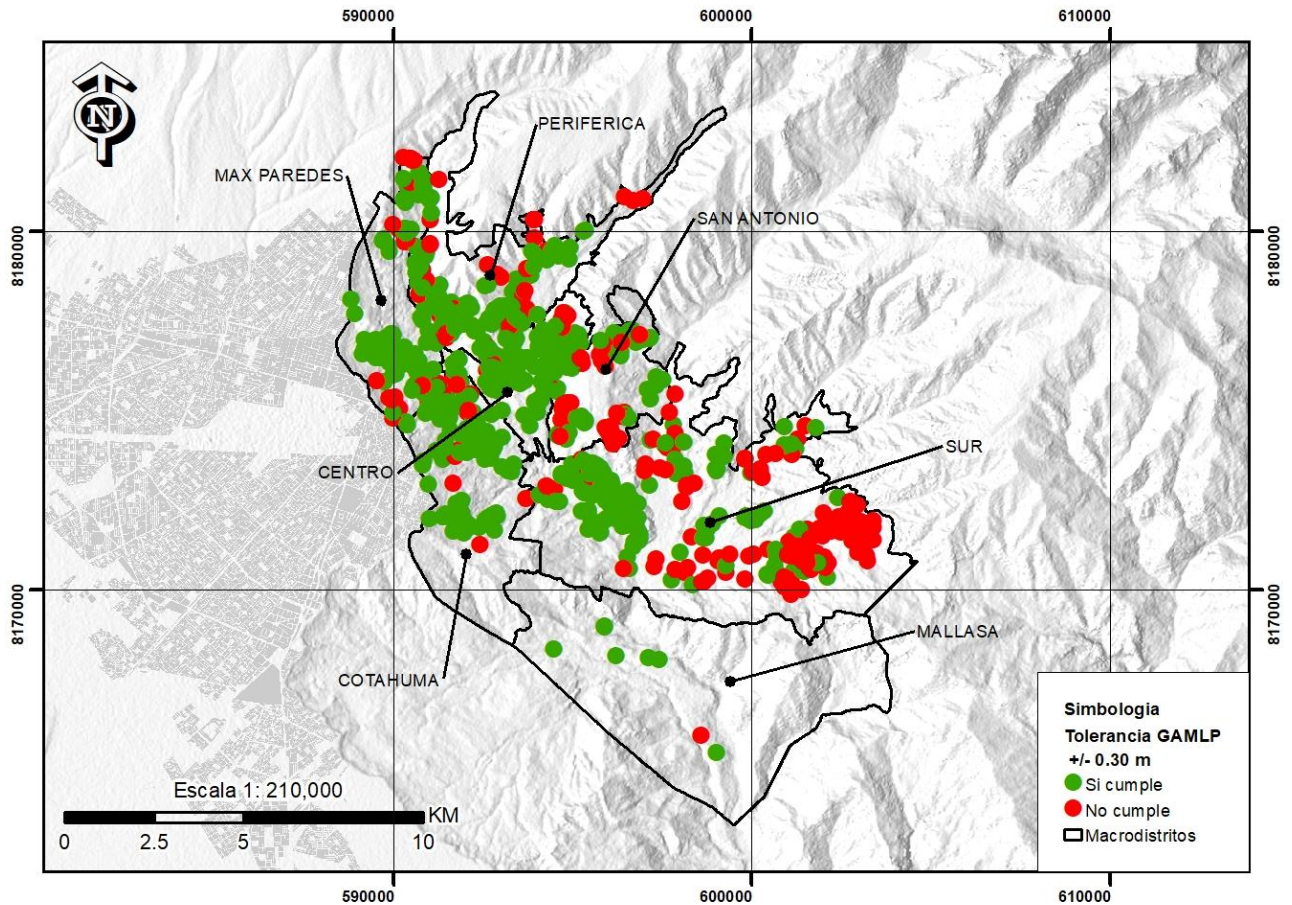 590000
600000
610000
N
PERIFERICA
MAX PAREDES
SAN ANTONIO
8180000
8180000
CENTRO
SUR
8170000
8170000
MALLASA
COTAHUMA
Simbologia
Tolerancia GAMLP
+/- 0.30 m
Si cumple
No cumple
Macrodistritos
Escala 1: 210,000
KM
0 2.5 5 10
590000
600000
610000